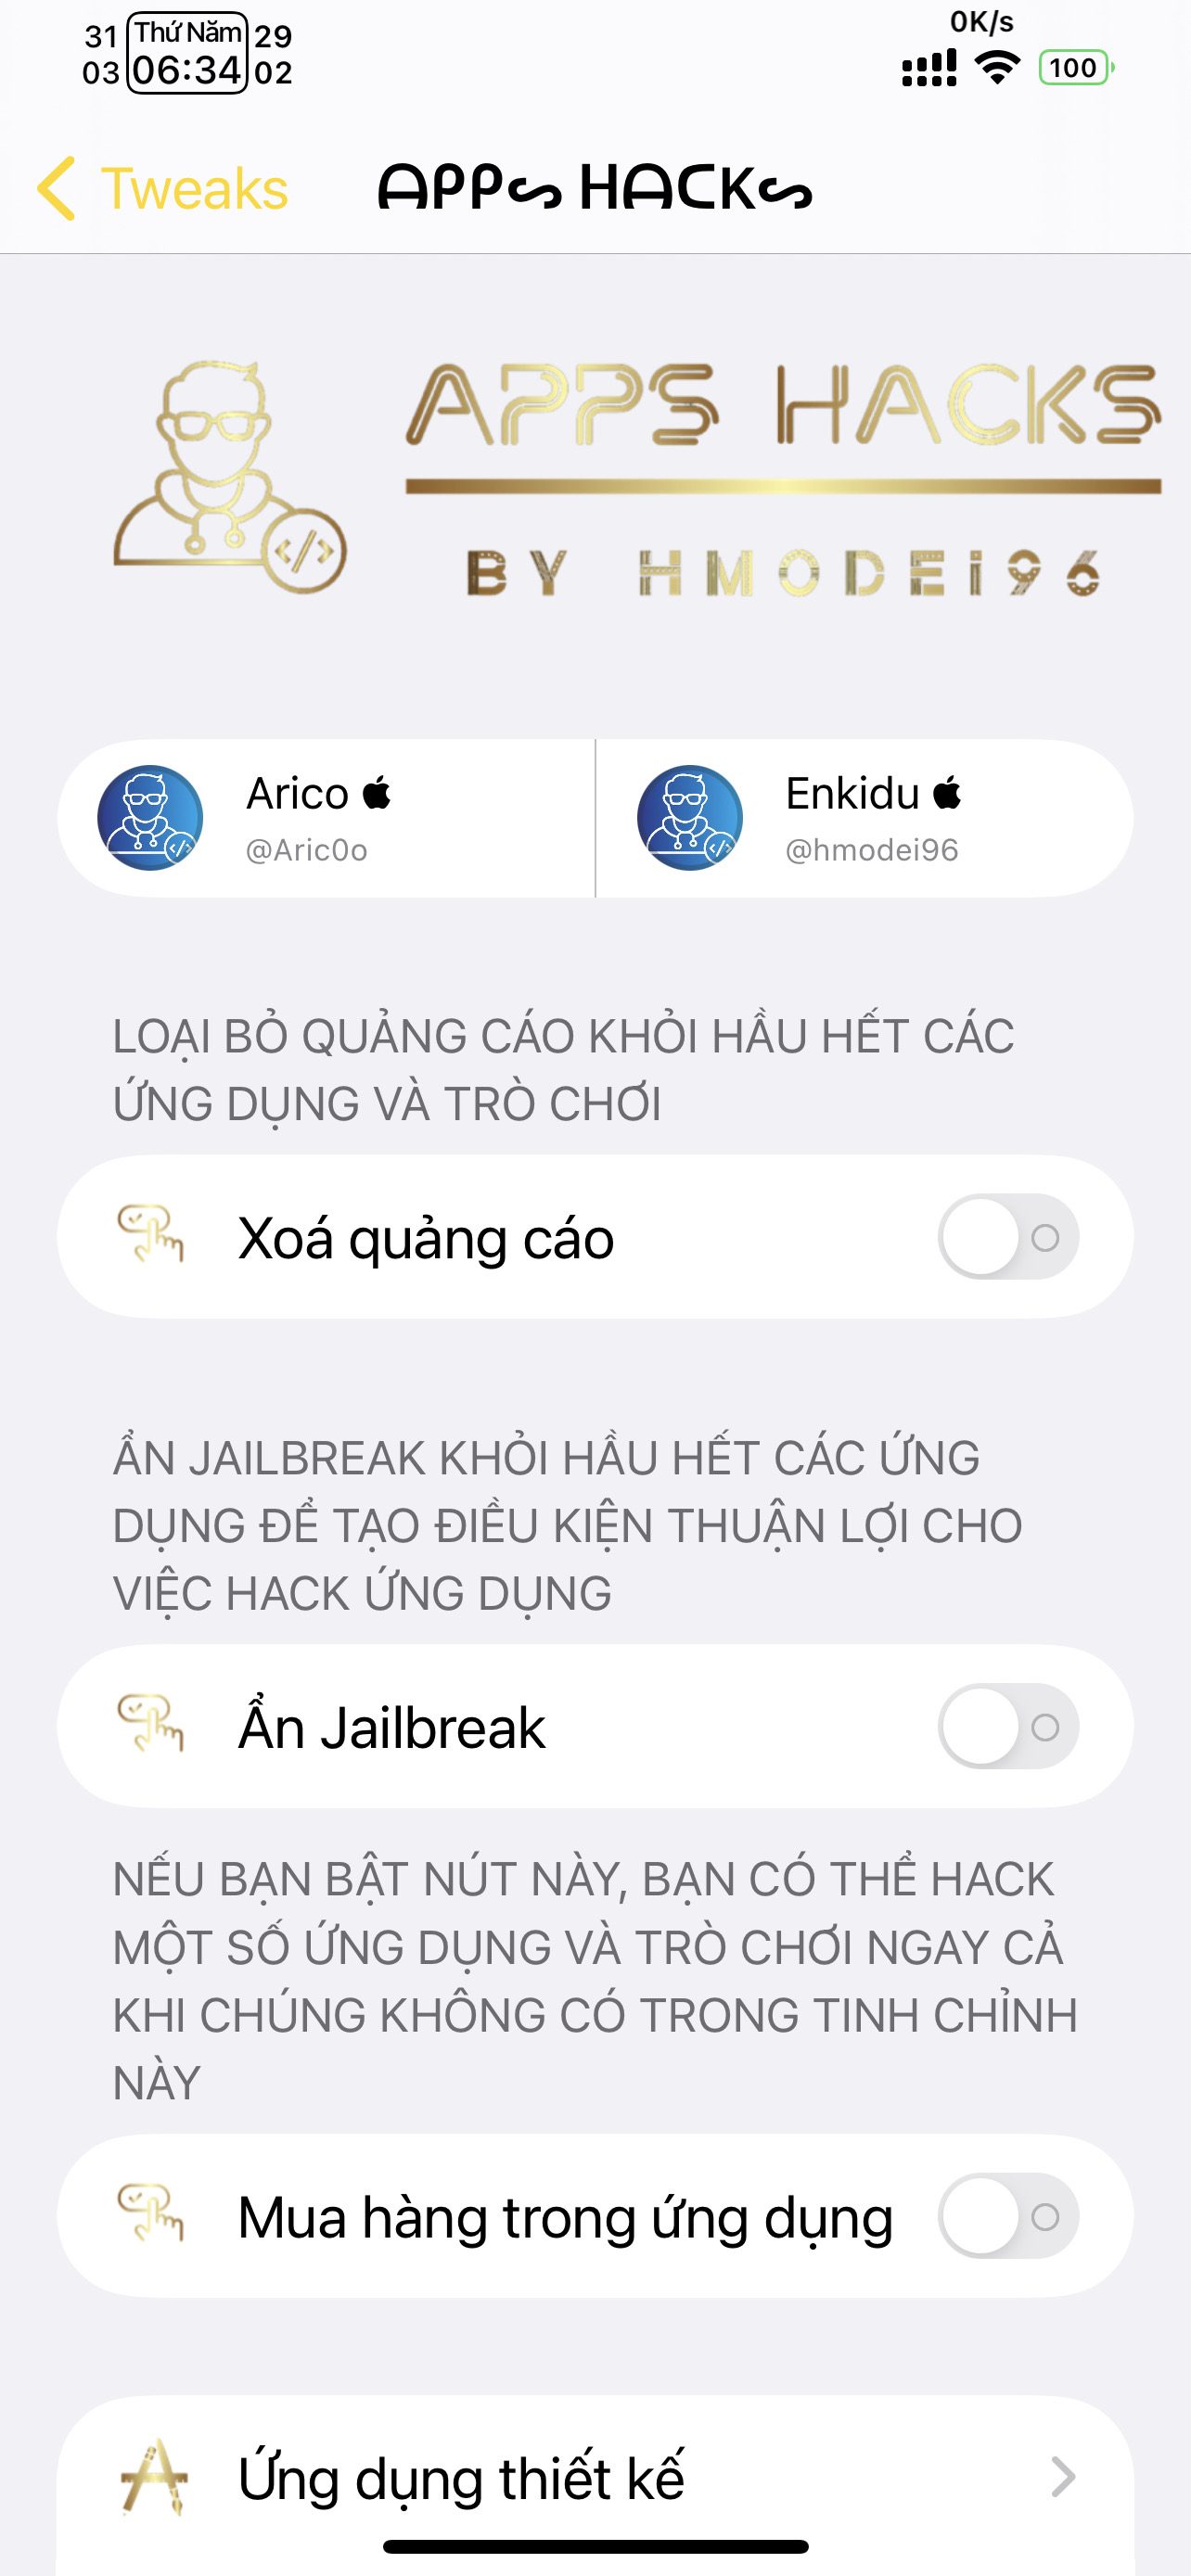 31 Thứ Năm 29
03 06:34 02
0K/s
100
Tweaks
APPs HACKs
APPS HACKS
BY HMODEi96
Arico
@Aric0o
Enkidu
@hmodei96
LOẠI BỎ QUẢNG CÁO KHỎI HẦU HẾT CÁC
ỨNG DỤNG VÀ TRÒ CHƠI
Xoá quảng cáo
ẨN JAILBREAK KHỎI HẦU HẾT CÁC ỨNG
DỤNG ĐỂ TẠO ĐIỀU KIỆN THUẬN LỢI CHO
VIỆC HACK ỨNG DỤNG
Ẩn Jailbreak
NẾU BẠN BẬT NÚT NÀY, BẠN CÓ THỂ HACK
MỘT SỐ ỨNG DỤNG VÀ TRÒ CHƠI NGAY CẢ
KHI CHÚNG KHÔNG CÓ TRONG TINH CHỈNH
NÀY
Mua hàng trong ứng dụng
Ứng dụng thiết kế